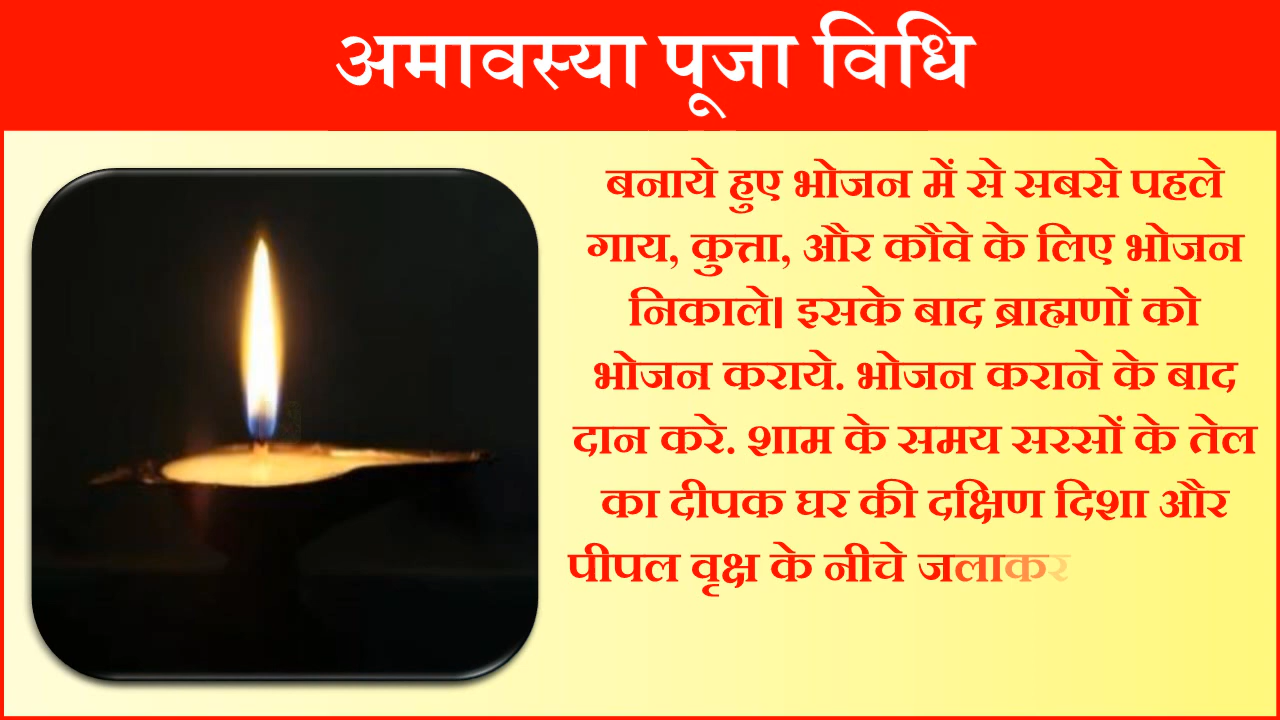 अमावस्या पूजा विधि
बनाये हुए भोजन में से सबसे पहले
गाय, कुत्ता, और कौवे के लिए भोजन
निकाले। इसके बाद ब्राह्मणों को
भोजन कराये. भोजन कराने के बाद
दान करे. शाम के समय सरसों के तेल
का दीपक घर की दक्षिण दिशा और
पीपल वृक्ष के नीचे जलाकर